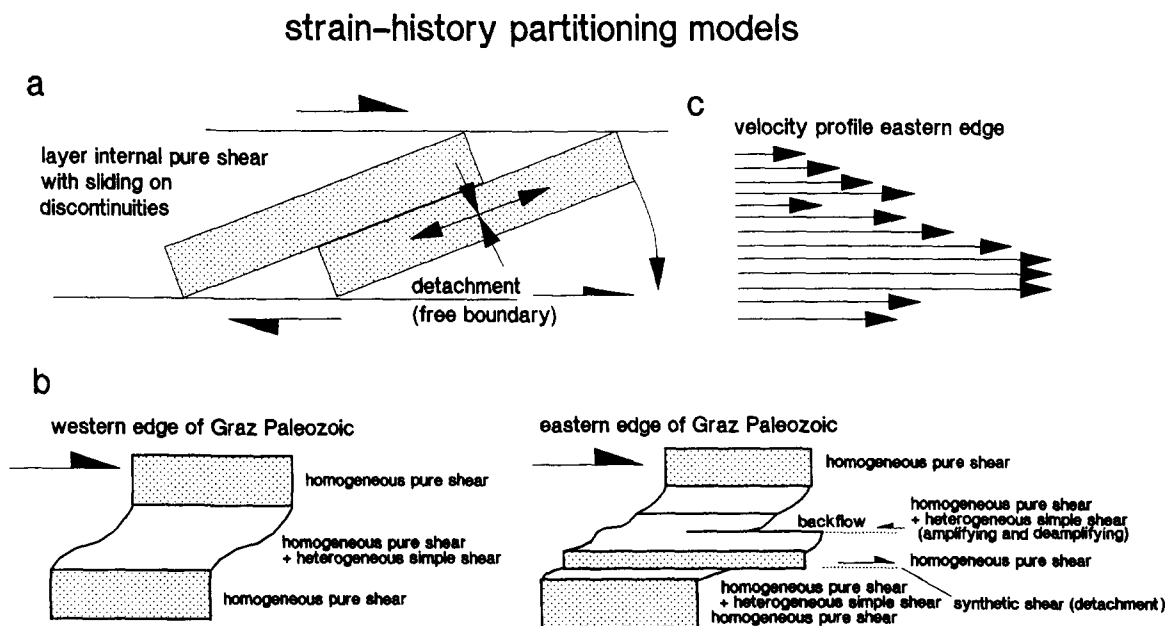 strain-history partitioning models
a
layer internal pure shear
with sliding on
discontinuities
detachment
(free boundary)
c
velocity profile eastern edge
b
western edge of Graz Paleozoic
homogeneous pure shear
homogeneous pure shear
+ heterogeneous simple shear
homogeneous pure shear
eastern edge of Graz Paleozoic
homogeneous pure shear
backflow
homogeneous pure shear
+ heterogeneous simple shear
(amplifying and deamplifying)
homogeneous pure shear
homogeneous pure shear
+ heterogeneous simple shear
homogeneous pure shear
synthetic shear (detachment)